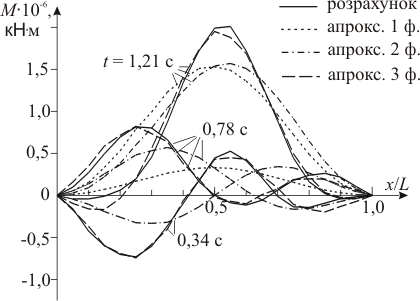 M·10⁻⁶,
кН·м
розрахунок
апрокс. 1 ф.
апрокс. 2 ф.
апрокс. 3 ф.
t = 1,21 с
1,5
1,0
0,78 с
0,5
x/L
0
0,5
1,0
-0,5
0,34 с
-1,0